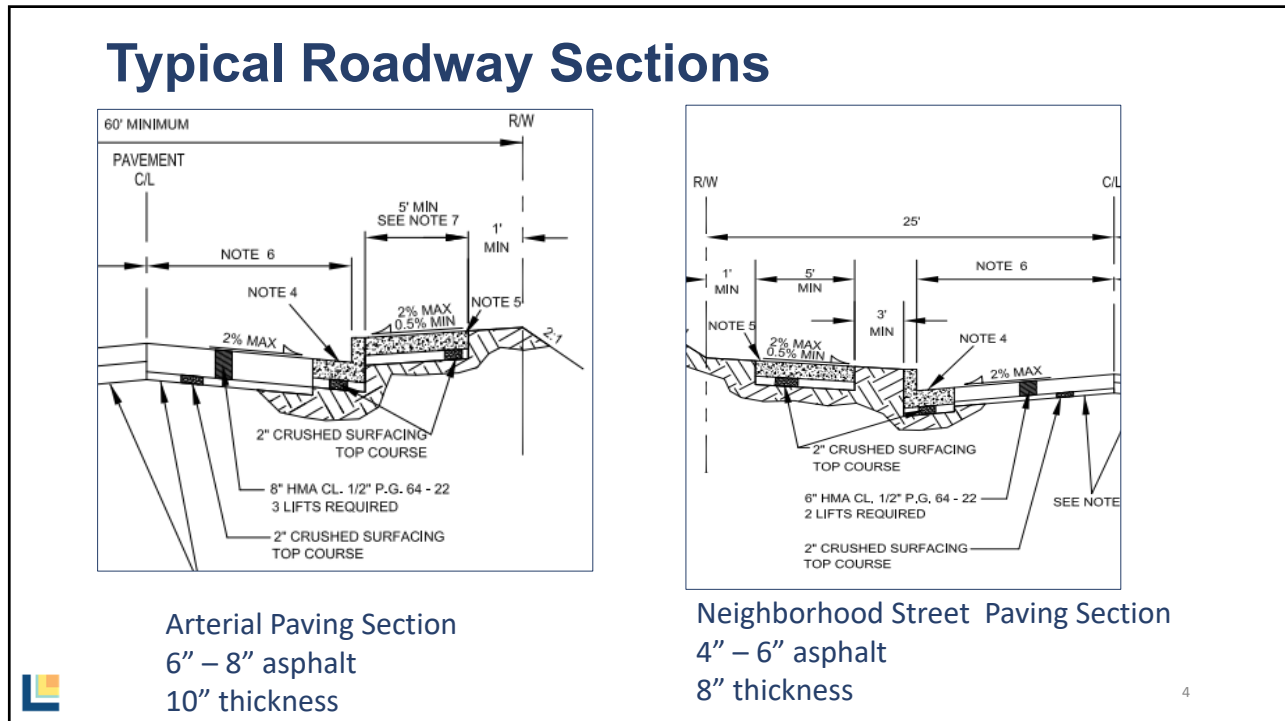 Typical Roadway Sections
60' MINIMUM
R/W
PAVEMENT
C/L
5' MIN
SEE NOTE 7
1'
MIN
NOTE 6
NOTE 4
NOTE 5
2% MAX
2% MAX
0.5% MIN
2:1
2" CRUSHED SURFACING
TOP COURSE
8" HMA CL. 1/2" P.G. 64 - 22
3 LIFTS REQUIRED
2" CRUSHED SURFACING
TOP COURSE
Arterial Paving Section
6” – 8” asphalt
10” thickness
R/W
C/L
25'
NOTE 6
1'
MIN
5'
MIN
3'
MIN
NOTE 5
NOTE 4
2% MAX
0.5% MIN
2% MAX
2" CRUSHED SURFACING
TOP COURSE
6" HMA CL, 1/2" P,G, 64 - 22
2 LIFTS REQUIRED
SEE NOTE
2" CRUSHED SURFACING
TOP COURSE
Neighborhood Street Paving Section
4” – 6” asphalt
8” thickness
4